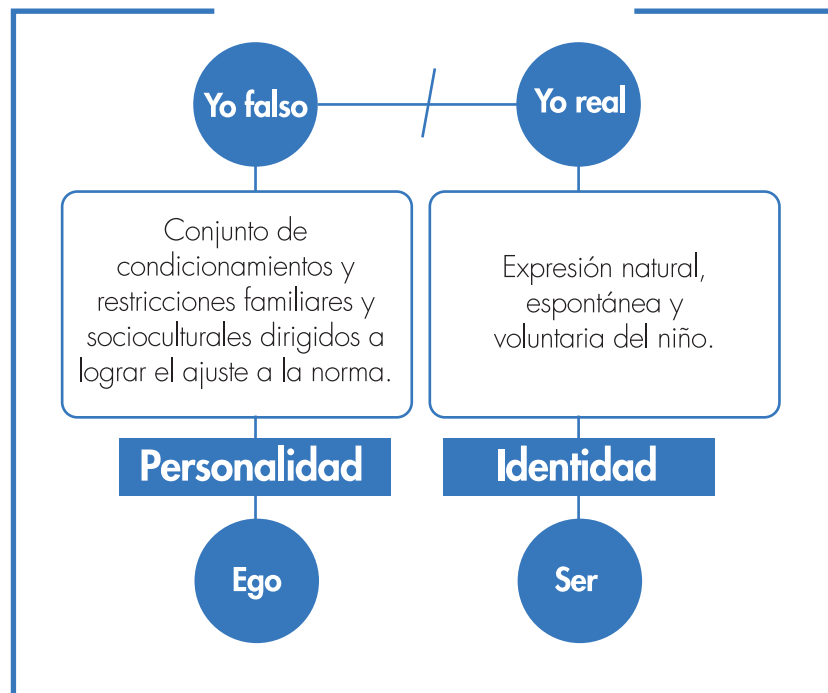 Yo falso
Yo real
Conjunto de
condicionamientos y
restricciones familiares y
socioculturales dirigidos a
lograr el ajuste a la norma.
Expresión natural,
espontánea y
voluntaria del niño.
Personalidad
Identidad
Ego
Ser